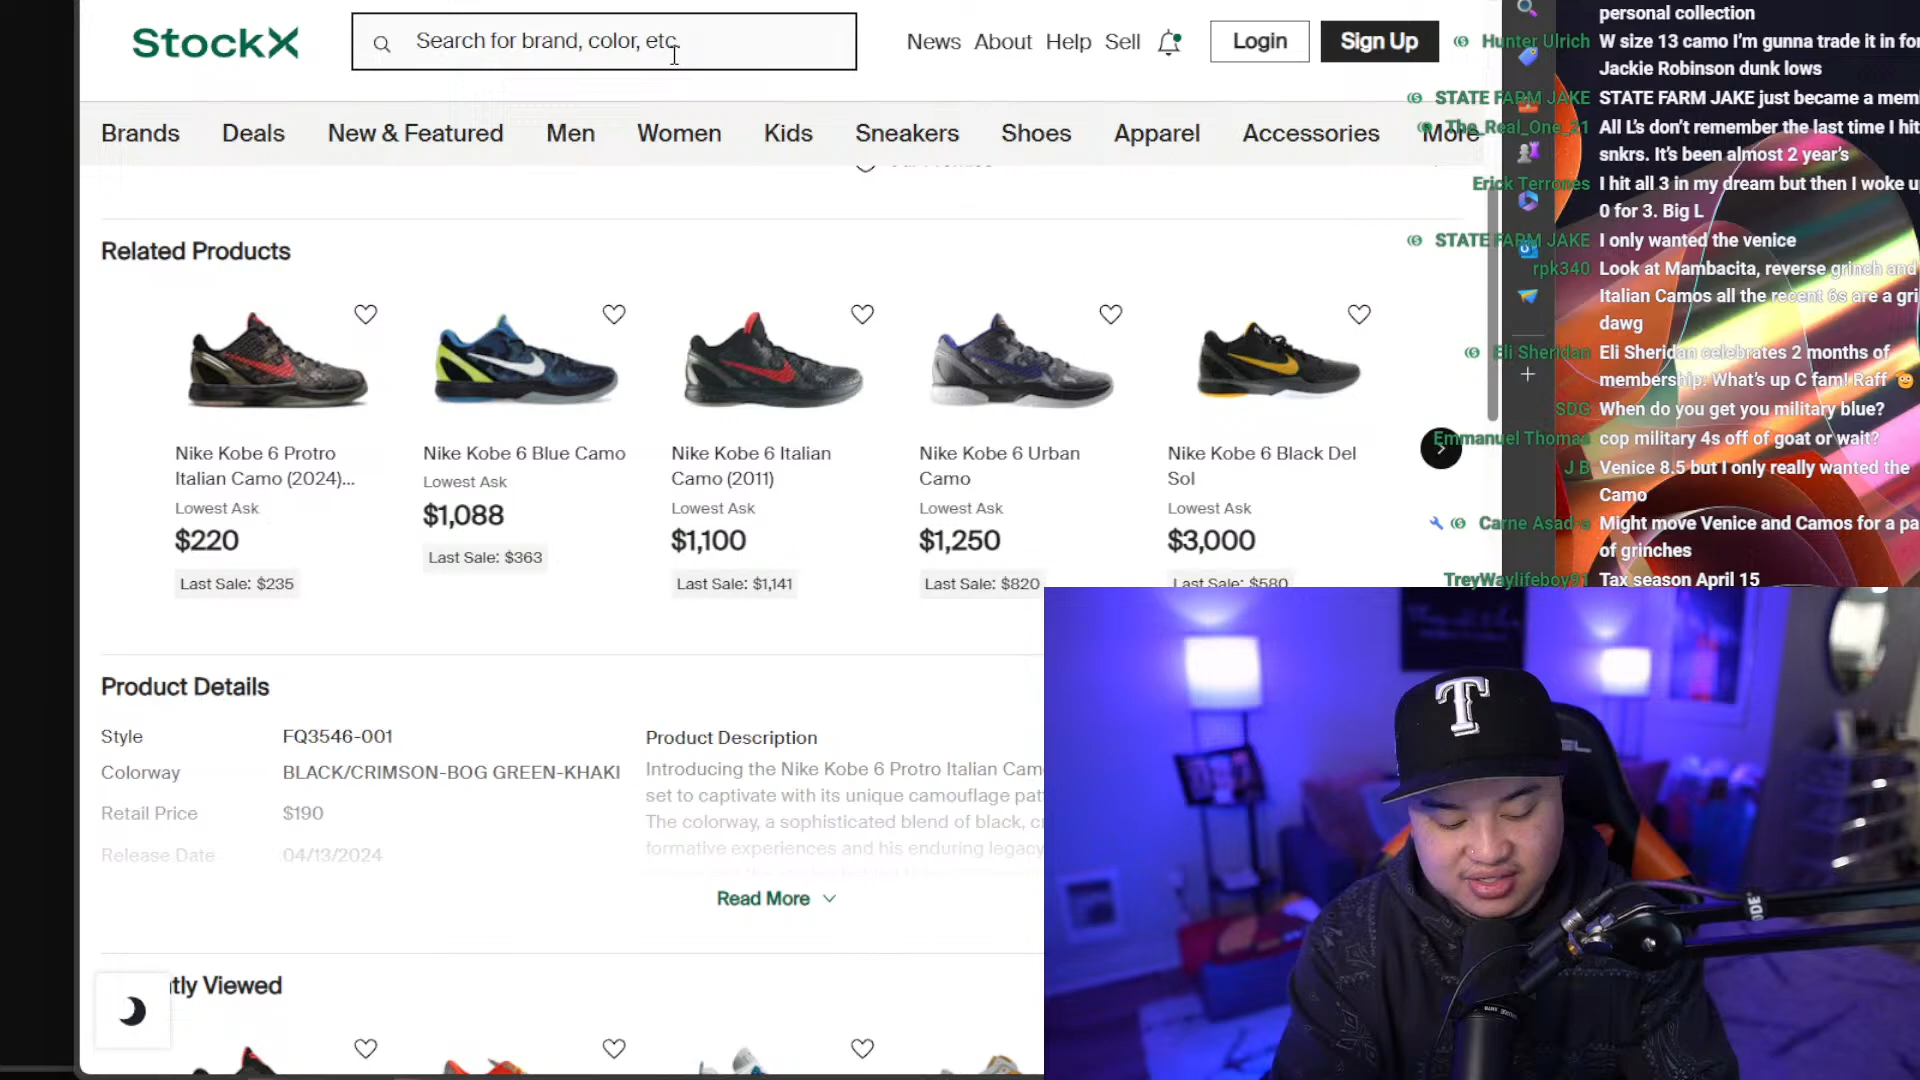 StockX
Search for brand, color, etc.
News About Help Sell
Login
Sign Up
Brands Deals New & Featured Men Women Kids Sneakers Shoes Apparel Accessories More
Related Products
Nike Kobe 6 Protro
Italian Camo (2024)...
Lowest Ask
$220
Last Sale: $235
Nike Kobe 6 Blue Camo
Lowest Ask
$1,088
Last Sale: $363
Nike Kobe 6 Italian
Camo (2011)
Lowest Ask
$1,100
Last Sale: $1,141
Nike Kobe 6 Urban
Camo
Lowest Ask
$1,250
Last Sale: $820
Nike Kobe 6 Black Del
Sol
Lowest Ask
$3,000
Last Sale: $580
Product Details
Style FQ3546-001
Colorway BLACK/CRIMSON-BOG GREEN-KHAKI
Retail Price $190
Release Date 04/13/2024
Product Description
Introducing the Nike Kobe 6 Protro Italian Cam
set to captivate with its unique camouflage pat
The colorway, a sophisticated blend of black, c
formative experiences and his enduring legacy
Read More
tly Viewed
personal collection
Hunter Ulrich W size 13 camo I'm gunna trade it in for
Jackie Robinson dunk lows
STATE FARM JAKE STATE FARM JAKE just became a mem
The_Real_One_21 All L's don't remember the last time I hit
snkrs. It's been almost 2 year's
Erick Terrones I hit all 3 in my dream but then I woke up
0 for 3. Big L
STATE FARM JAKE I only wanted the venice
rpk340 Look at Mambacita, reverse grinch and
Italian Camos all the recent 6s are a gri
dawg
Eli Sheridan Eli Sheridan celebrates 2 months of
membership. What's up C fam! Raff
SDG When do you get you military blue?
Emmanuel Thomas cop military 4s off of goat or wait?
J B Venice 8.5 but I only really wanted the
Camo
Carne Asad-a Might move Venice and Camos for a pa
of grinches
TreyWaylifeboy91 Tax season April 15
T